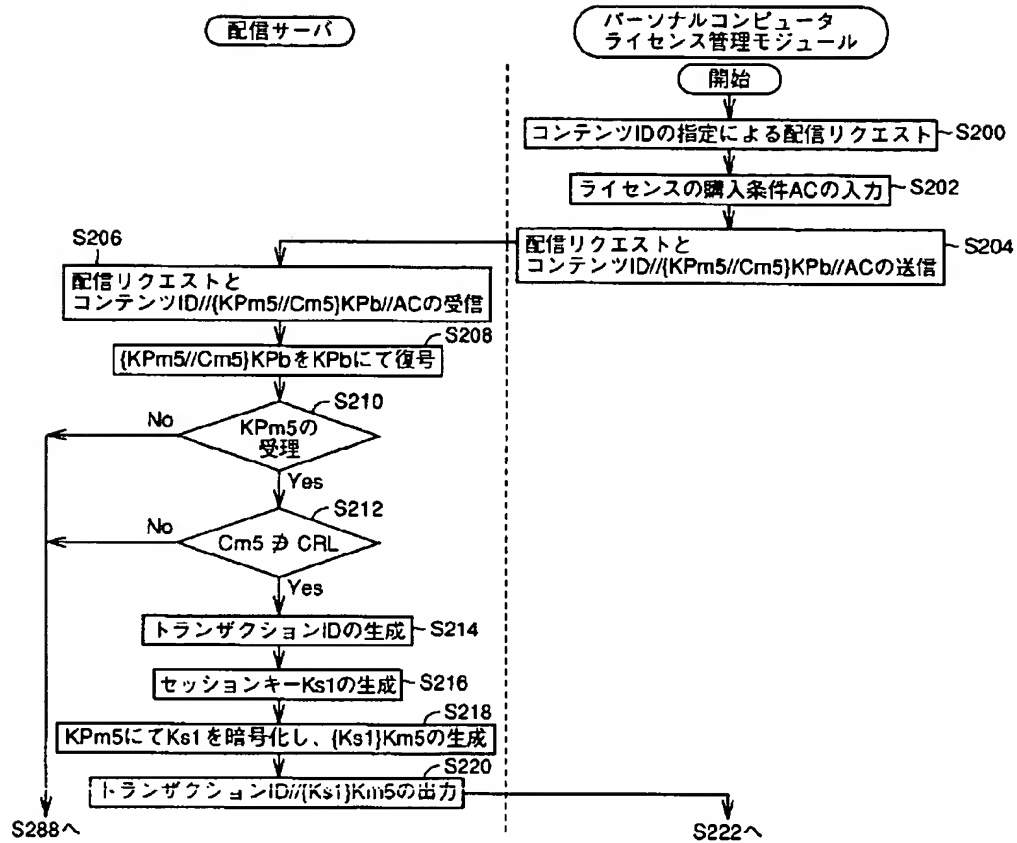 配信サーバ
パーソナルコンピュータ
ライセンス管理モジュール
開始
コンテンツIDの指定による配信リクエスト
S200
ライセンスの購入条件ACの入力
S202
配信リクエストと
コンテンツID//{KPm5//Cm5}KPb//ACの送信
S204
S206
配信リクエストと
コンテンツID//{KPm5//Cm5}KPb//ACの受信
S208
{KPm5//Cm5}KPbをKPbにて復号
S210
No
KPm5の
受理
Yes
S212
No
Cm5 ∌ CRL
Yes
トランザクションIDの生成
S214
セッションキーKs1の生成
S216
S218
KPm5にてKs1を暗号化し、{Ks1}Km5の生成
S220
トランザクションID//{Ks1}Km5の出力
S288へ
S222へ